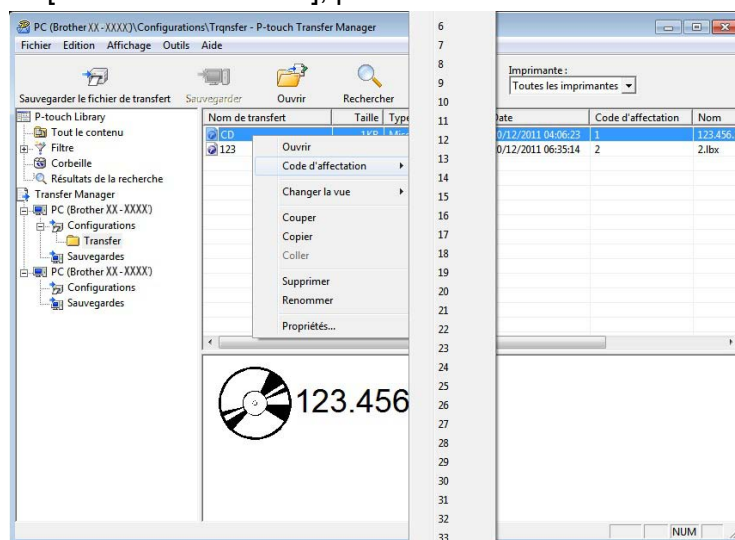 PC (Brother XX-XXXX)\Configurations\Trqnsfer - P-touch Transfer Manager
Fichier Edition Affichage Outils Aide
Sauvegarder le fichier de transfert Sauvegarder Ouvrir Rechercher
Imprimante :
Toutes les imprimantes
P-touch Library
Tout le contenu
Filtre
Corbeille
Résultats de la recherche
Transfer Manager
PC (Brother XX-XXXX)
Configurations
Transfer
Sauvegardes
PC (Brother XX-XXXX)
Configurations
Sauvegardes
Nom de transfert Taille Type Date Code d'affectation Nom
CD 1KB 0/12/2011 04:06:23 1 123.456.
123 0/12/2011 06:35:14 2 2.lbx
Ouvrir
Code d'affectation
Changer la vue
Couper
Copier
Coller
Supprimer
Renommer
Propriétés...
6
7
8
9
10
11
12
13
14
15
16
17
18
19
20
21
22
23
24
25
26
27
28
29
30
31
32
33
123.456
NUM